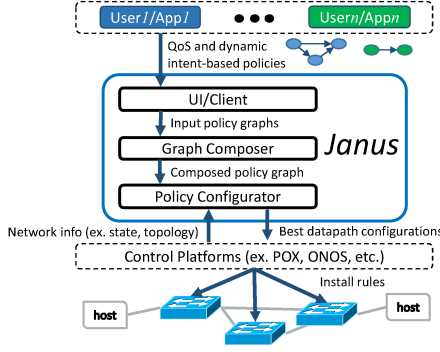 User1/App1
Usern/Appn
QoS and dynamic
intent-based policies
UI/Client
Input policy graphs
Graph Composer
Janus
Composed policy graph
Policy Configurator
Network info (ex. state, topology)
Best datapath configurations
Control Platforms (ex. POX, ONOS, etc.)
Install rules
host
host